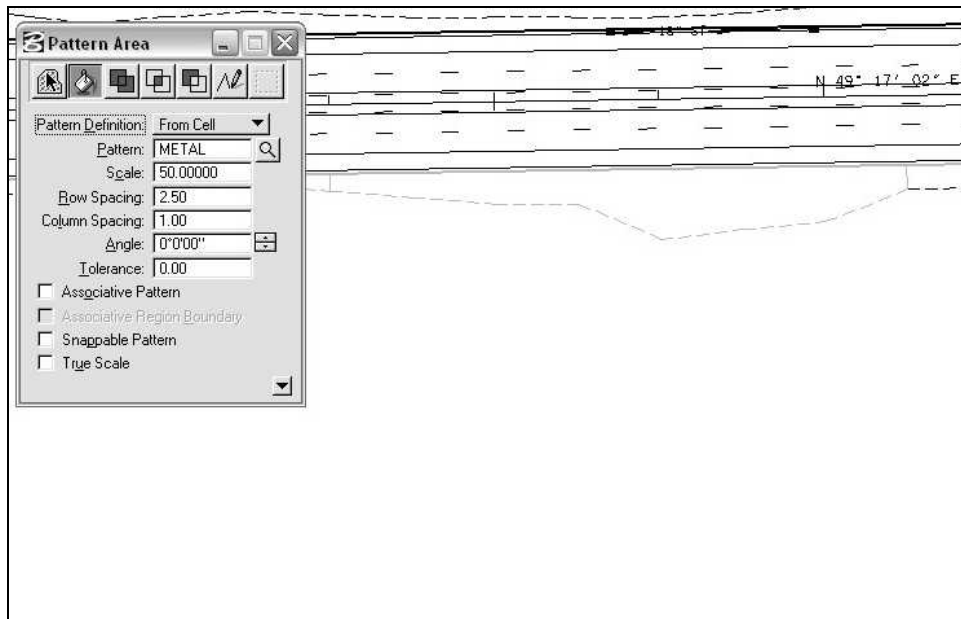 Pattern Area
Pattern Definition: From Cell
Pattern: METAL
Scale: 50.00000
Row Spacing: 2.50
Column Spacing: 1.00
Angle: 0°0'00"
Tolerance: 0.00
Associative Pattern
Associative Region Boundary
Snappable Pattern
True Scale
N 49° 17' 02" E